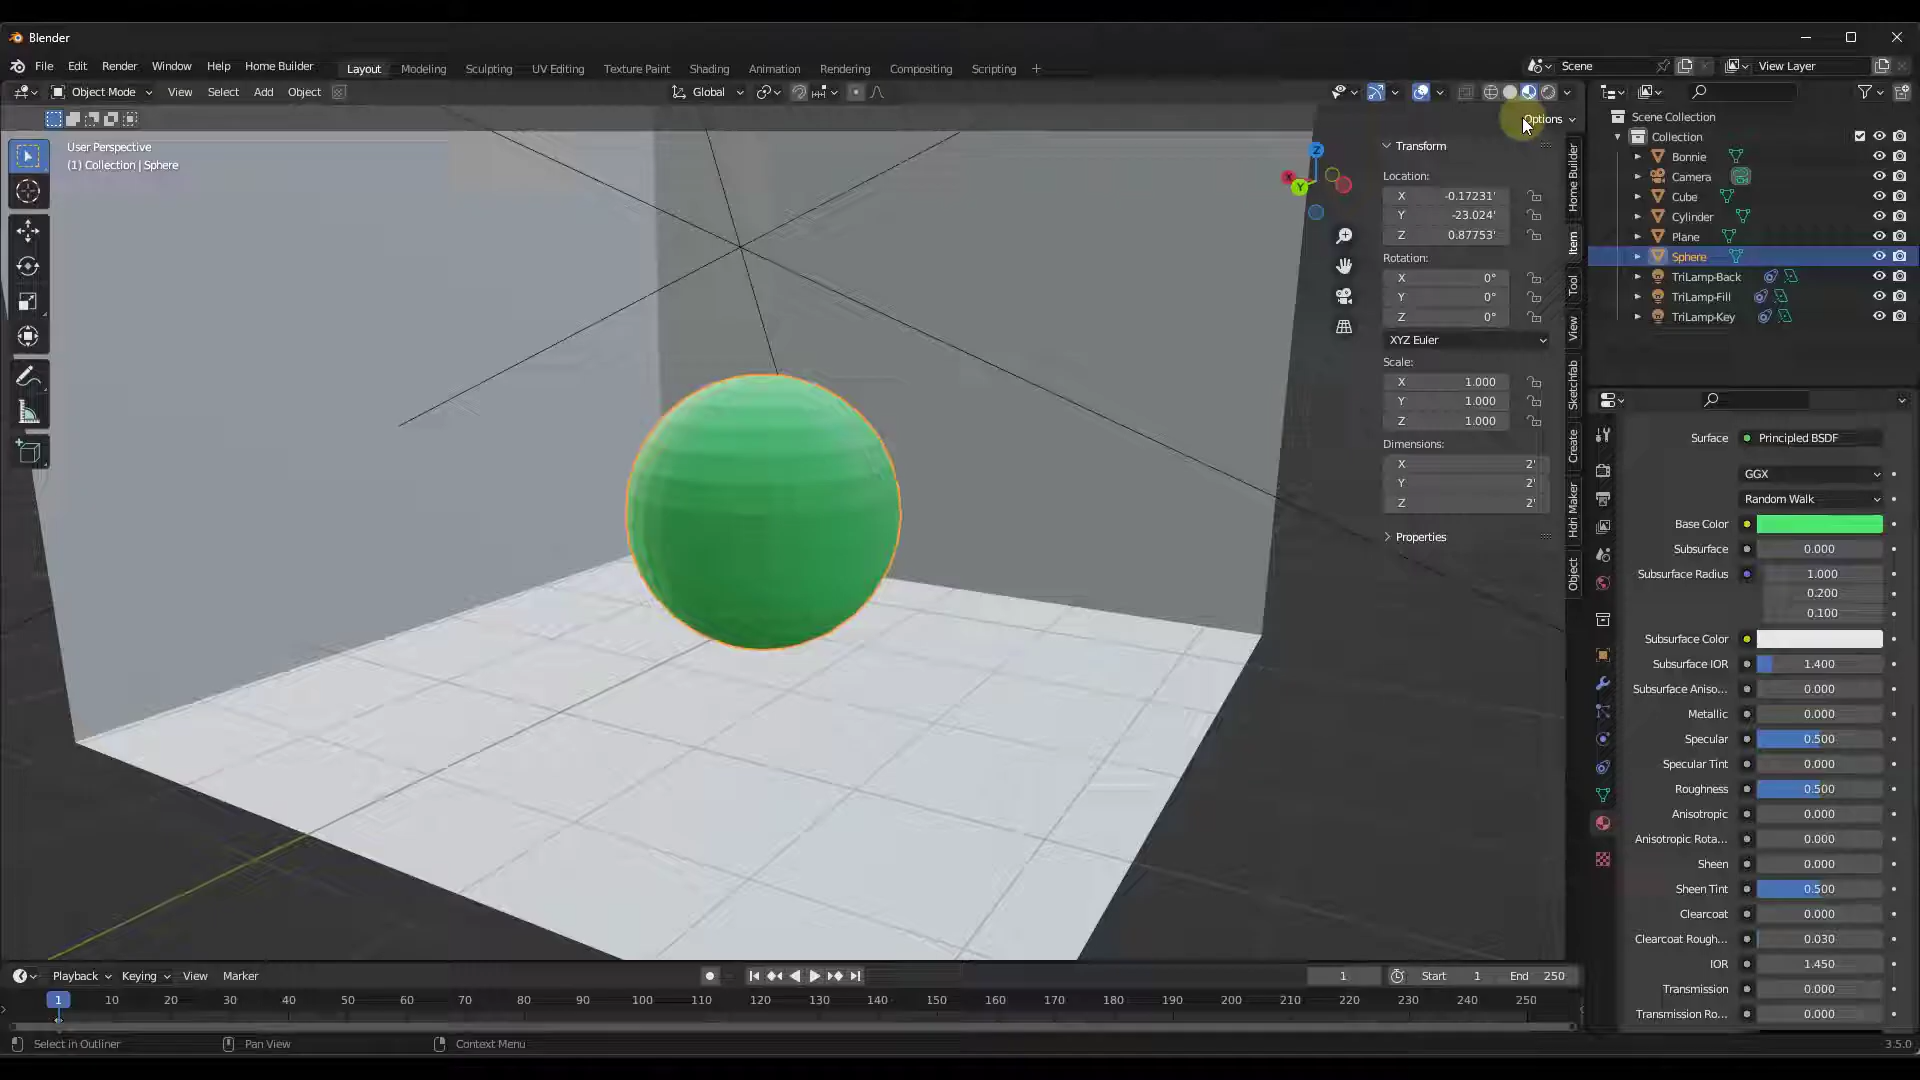 Blender
File Edit Render Window Help Home Builder Layout Modeling Sculpting UV Editing Texture Paint Shading Animation Rendering Compositing Scripting + Scene View Layer
Object Mode View Select Add Object Global
Options
User Perspective
(1) Collection | Sphere
Z
X
Y
Transform
Location:
X -0.17231'
Y -23.024'
Z 0.87753'
Rotation:
X 0°
Y 0°
Z 0°
XYZ Euler
Scale:
X 1.000
Y 1.000
Z 1.000
Dimensions:
X 2'
Y 2'
Z 2'
Properties
Home Builder
Item
Tool
View
Sketchfab
Create
Hdri Maker
Object
Scene Collection
Collection
Bonnie
Camera
Cube
Cylinder
Plane
Sphere
TriLamp-Back
TriLamp-Fill
TriLamp-Key
Surface Principled BSDF
GGX
Random Walk
Base Color
Subsurface 0.000
Subsurface Radius 1.000
0.200
0.100
Subsurface Color
Subsurface IOR 1.400
Subsurface Aniso... 0.000
Metallic 0.000
Specular 0.500
Specular Tint 0.000
Roughness 0.500
Anisotropic 0.000
Anisotropic Rota... 0.000
Sheen 0.000
Sheen Tint 0.500
Clearcoat 0.000
Clearcoat Rough... 0.030
IOR 1.450
Transmission 0.000
Transmission Ro... 0.000
Playback Keying View Marker 1 Start 1 End 250
1 10 20 30 40 50 60 70 80 90 100 110 120 130 140 150 160 170 180 190 200 210 220 230 240 250
Select in Outliner Pan View Context Menu 3.5.0